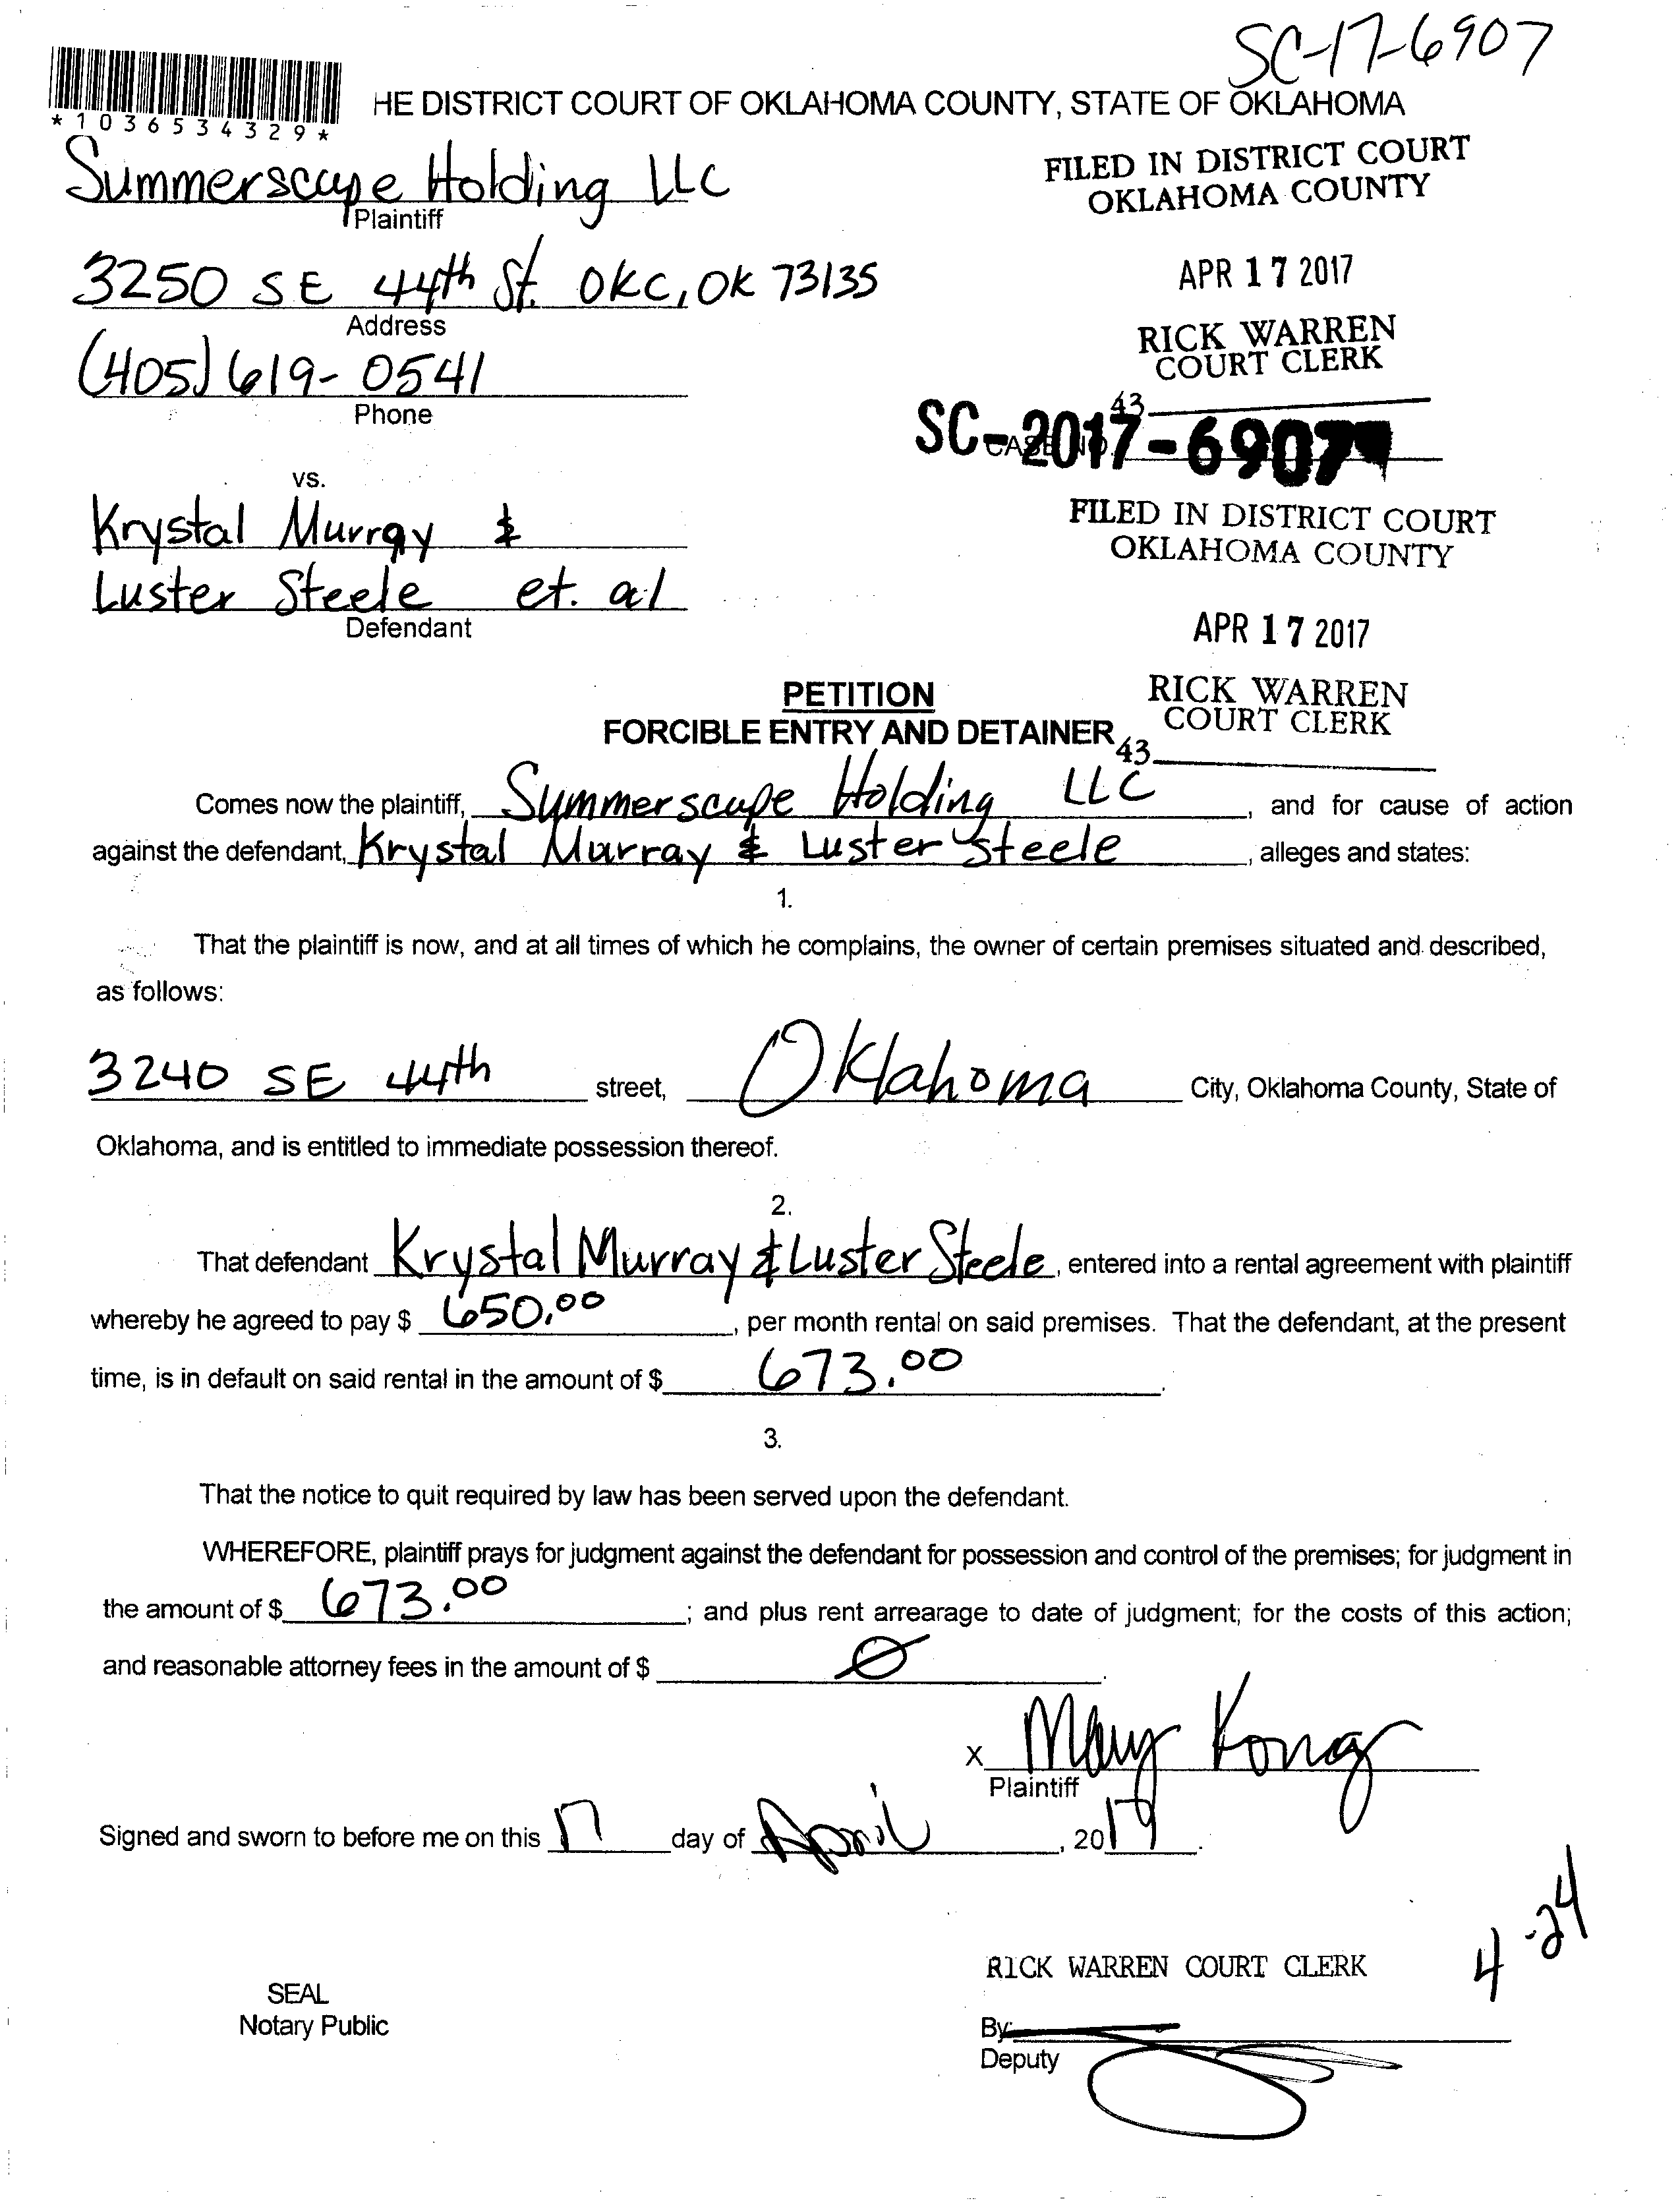 SC-17-6907
*1036534329*
HE DISTRICT COURT OF OKLAHOMA COUNTY, STATE OF OKLAHOMA
Summerscape Holding LLC
Plaintiff
FILED IN DISTRICT COURT
OKLAHOMA COUNTY
3250 SE 44th St. OKC, OK 73135
Address
APR 17 2017
(405) 619-0541
Phone
RICK WARREN
COURT CLERK
43
CASE NO.
SC-2017-6907
vs.
Krystal Murray &
Luster Steele et. al
Defendant
FILED IN DISTRICT COURT
OKLAHOMA COUNTY
APR 17 2017
PETITION
FORCIBLE ENTRY AND DETAINER
RICK WARREN
COURT CLERK
43
Comes now the plaintiff, Summerscape Holding LLC, and for cause of action
against the defendant, Krystal Murray & Luster Steele, alleges and states:
1.
That the plaintiff is now, and at all times of which he complains, the owner of certain premises situated and described,
as follows:
3240 SE 44th street, Oklahoma City, Oklahoma County, State of
Oklahoma, and is entitled to immediate possession thereof.
2.
That defendant Krystal Murray & Luster Steele, entered into a rental agreement with plaintiff
whereby he agreed to pay $ 650.00, per month rental on said premises. That the defendant, at the present
time, is in default on said rental in the amount of $ 673.00.
3.
That the notice to quit required by law has been served upon the defendant.
WHEREFORE, plaintiff prays for judgment against the defendant for possession and control of the premises; for judgment in
the amount of $ 673.00; and plus rent arrearage to date of judgment; for the costs of this action;
and reasonable attorney fees in the amount of $ Ø.
X Mary Kong
Plaintiff
Signed and sworn to before me on this 17 day of April, 2017.
4-24
RICK WARREN COURT CLERK
SEAL
Notary Public
By:
Deputy